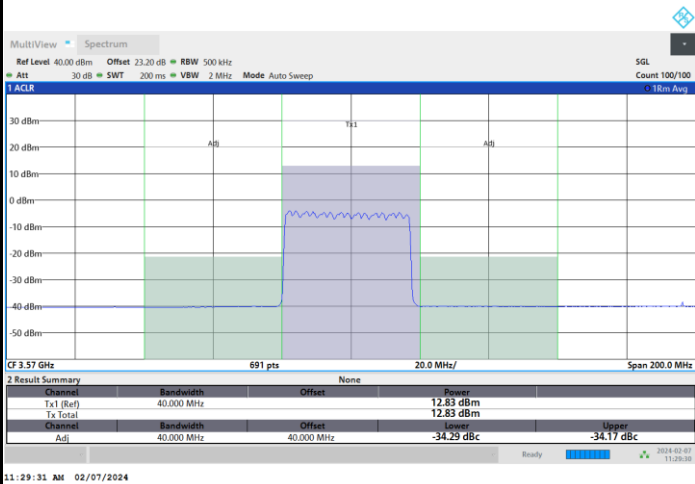 MultiView Spectrum
Ref Level 40.00 dBm Offset 23.20 dB RBW 500 kHz SGL
Att 30 dB SWT 200 ms VBW 2 MHz Mode Auto Sweep Count 100/100
1 ACLR 1Rm Avg
30 dBm
Tx1
20 dBm
Adj Adj
10 dBm
0 dBm
-10 dBm
-20 dBm
-30 dBm
-40 dBm
-50 dBm
CF 3.57 GHz 691 pts 20.0 MHz/ Span 200.0 MHz
2 Result Summary None
Channel Bandwidth Offset Power
Tx1 (Ref) 40.000 MHz 12.83 dBm
Tx Total 12.83 dBm
Channel Bandwidth Offset Lower Upper
Adj 40.000 MHz 40.000 MHz -34.29 dBc -34.17 dBc
Ready 2024-02-07
11:29:30
11:29:31 AM 02/07/2024